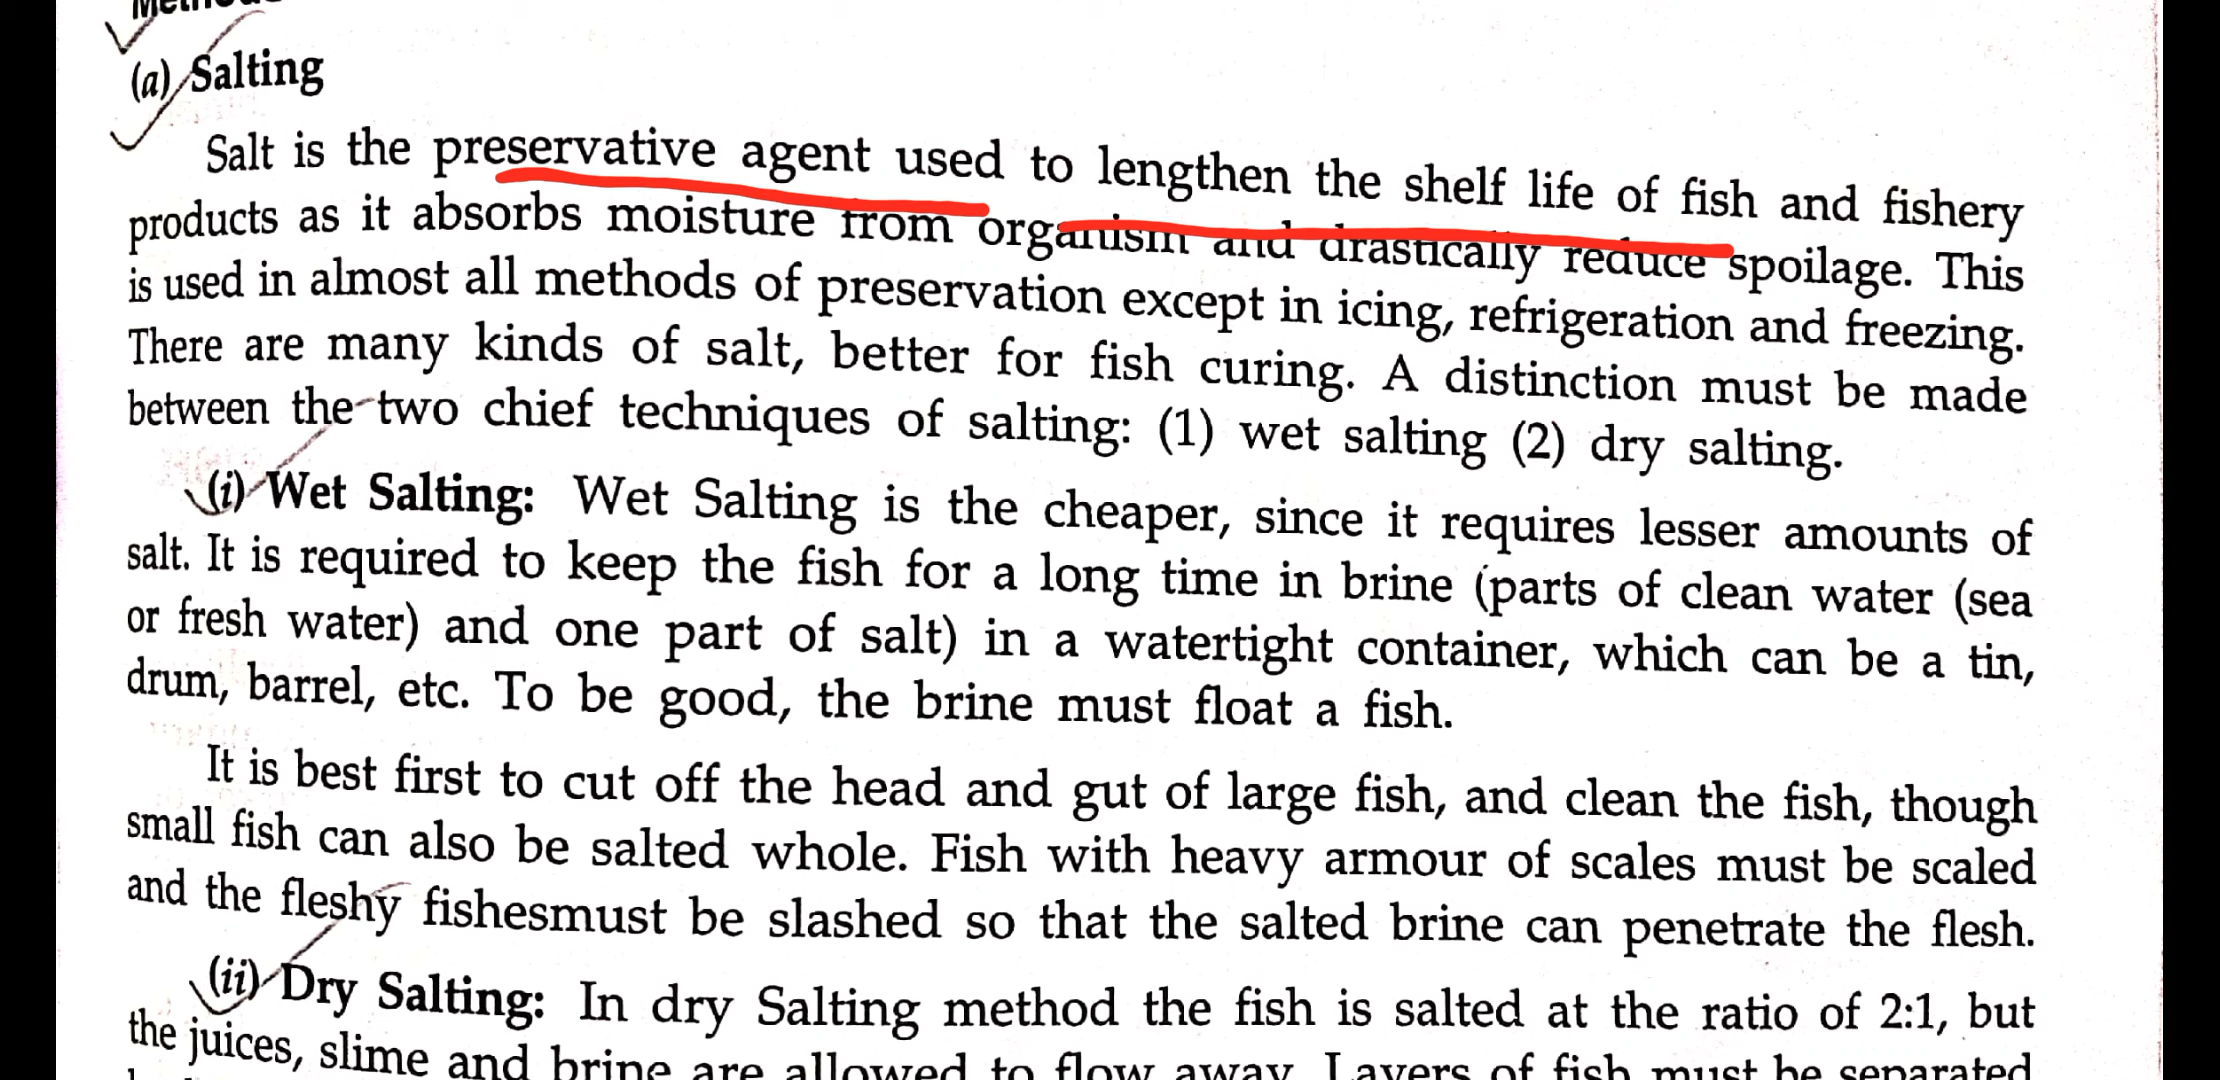 (a) Salting
Salt is the preservative agent used to lengthen the shelf life of fish and fishery
products as it absorbs moisture from organism and drastically reduce spoilage. This
is used in almost all methods of preservation except in icing, refrigeration and freezing.
There are many kinds of salt, better for fish curing. A distinction must be made
between the two chief techniques of salting: (1) wet salting (2) dry salting.
(i) Wet Salting: Wet Salting is the cheaper, since it requires lesser amounts of
salt. It is required to keep the fish for a long time in brine (parts of clean water (sea
or fresh water) and one part of salt) in a watertight container, which can be a tin,
drum, barrel, etc. To be good, the brine must float a fish.
It is best first to cut off the head and gut of large fish, and clean the fish, though
small fish can also be salted whole. Fish with heavy armour of scales must be scaled
and the fleshy fishesmust be slashed so that the salted brine can penetrate the flesh.
(ii) Dry Salting: In dry Salting method the fish is salted at the ratio of 2:1, but
the juices, slime and brine are allowed to flow away. Layers of fish must be separated